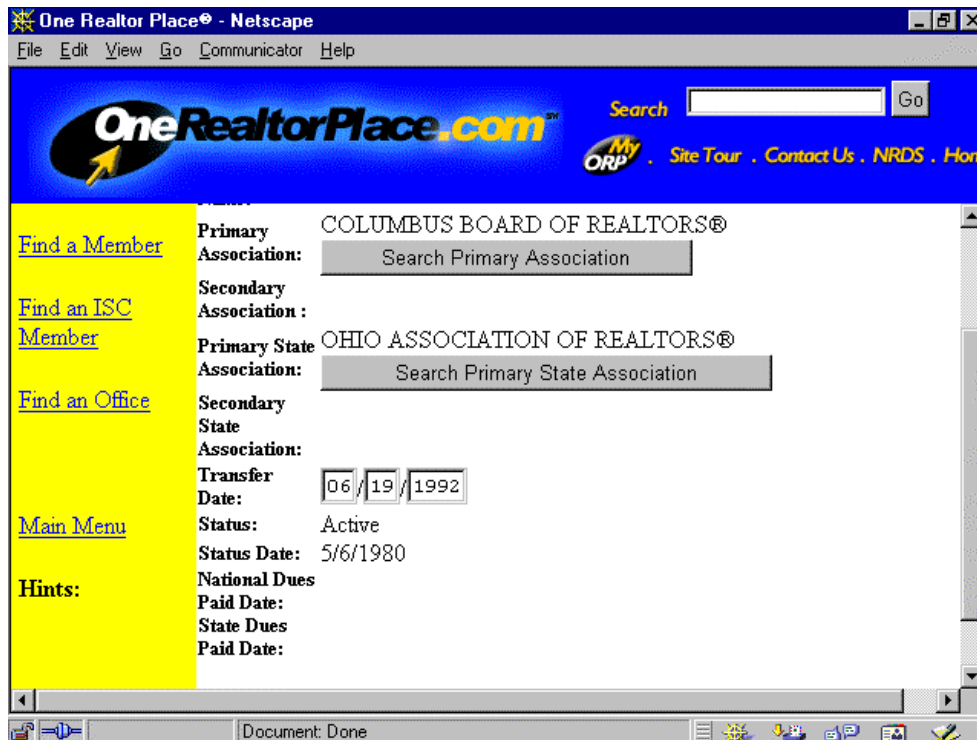 One Realtor Place® - Netscape
File Edit View Go Communicator Help
OneRealtorPlace.com℠
Search Go
My ORP . Site Tour . Contact Us . NRDS .
Find a Member
Find an ISC
Member
Find an Office
Main Menu
Hints:
Primary
Association:
COLUMBUS BOARD OF REALTORS®
Search Primary Association
Secondary
Association :
Primary State
Association:
OHIO ASSOCIATION OF REALTORS®
Search Primary State Association
Secondary
State
Association:
Transfer
Date:
06/19/1992
Status: Active
Status Date: 5/6/1980
National Dues
Paid Date:
State Dues
Paid Date:
Document: Done